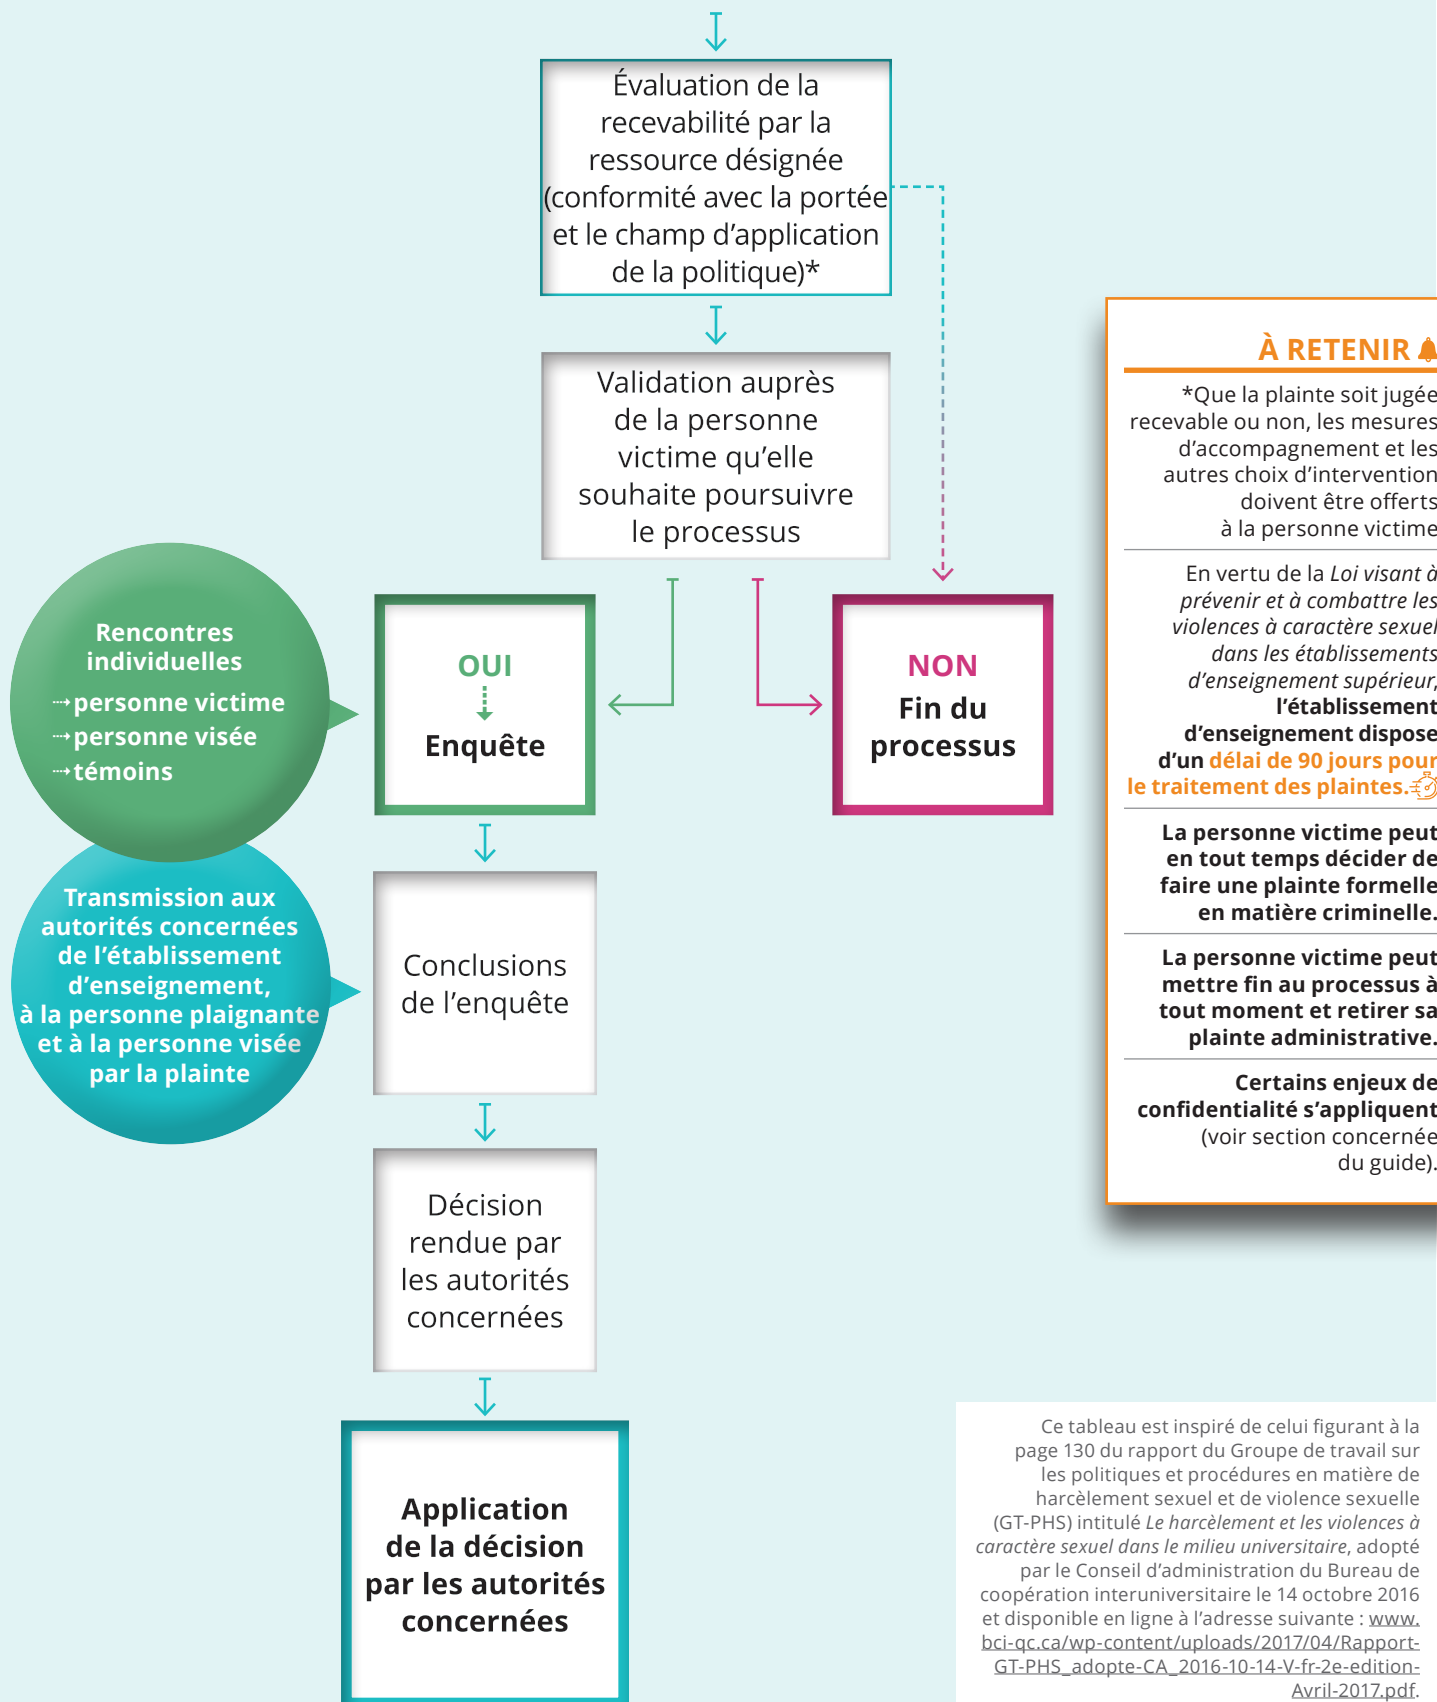 Évaluation de la
recevabilité par la
ressource désignée
(conformité avec la portée
et le champ d'application
de la politique)*
Validation auprès
de la personne
victime qu'elle
souhaite poursuivre
le processus
Rencontres
individuelles
personne victime
personne visée
témoins
OUI
Enquête
NON
Fin du
processus
Transmission aux
autorités concernées
de l'établissement
d'enseignement,
à la personne plaignante
et à la personne visée
par la plainte
Conclusions
de l'enquête
Décision
rendue par
les autorités
concernées
Application
de la décision
par les autorités
concernées
À RETENIR
*Que la plainte soit jugée
recevable ou non, les mesures
d'accompagnement et les
autres choix d'intervention
doivent être offerts
à la personne victime
En vertu de la Loi visant à
prévenir et à combattre les
violences à caractère sexuel
dans les établissements
d'enseignement supérieur,
l'établissement
d'enseignement dispose
d'un délai de 90 jours pour
le traitement des plaintes.
La personne victime peut
en tout temps décider de
faire une plainte formelle
en matière criminelle.
La personne victime peut
mettre fin au processus à
tout moment et retirer sa
plainte administrative.
Certains enjeux de
confidentialité s'appliquent
(voir section concernée
du guide).
Ce tableau est inspiré de celui figurant à la
page 130 du rapport du Groupe de travail sur
les politiques et procédures en matière de
harcèlement sexuel et de violence sexuelle
(GT-PHS) intitulé Le harcèlement et les violences à
caractère sexuel dans le milieu universitaire, adopté
par le Conseil d'administration du Bureau de
coopération interuniversitaire le 14 octobre 2016
et disponible en ligne à l'adresse suivante : www.
bci-qc.ca/wp-content/uploads/2017/04/Rapport-
GT-PHS_adopte-CA_2016-10-14-V-fr-2e-edition-
Avril-2017.pdf.